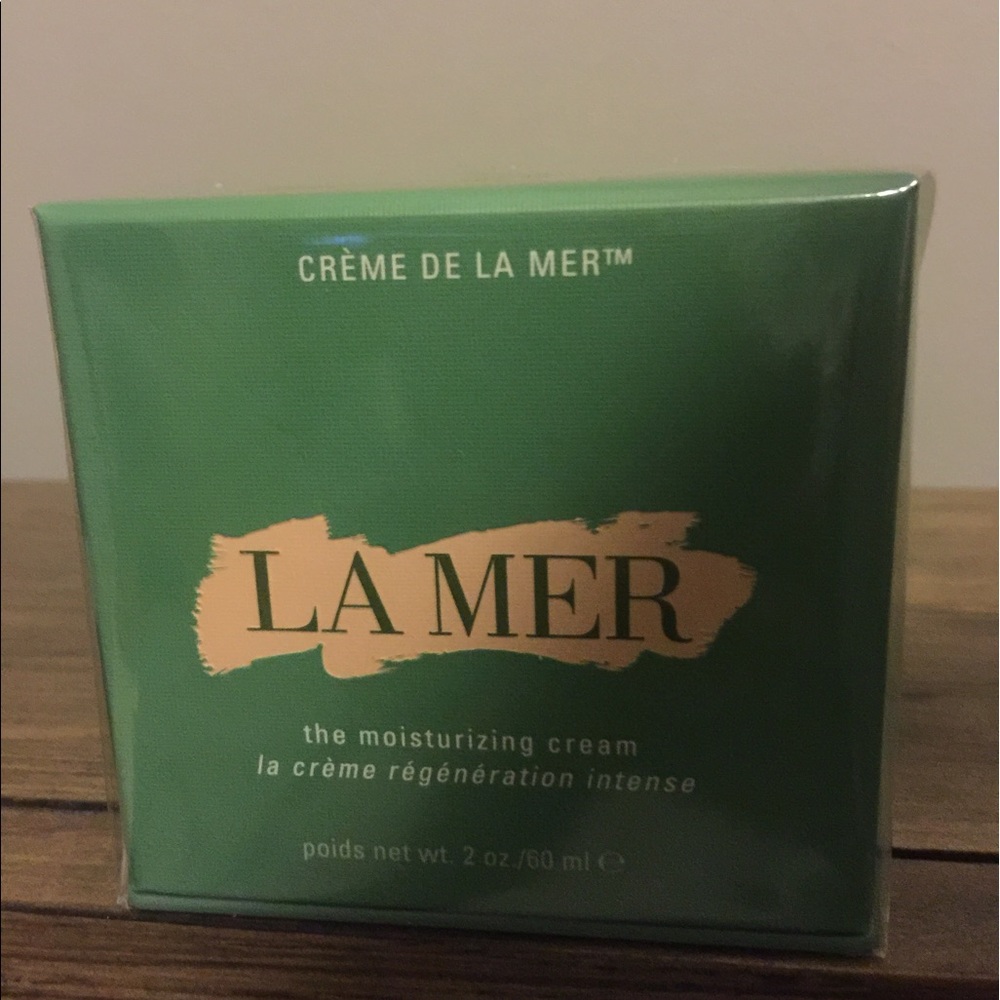 CRÈME DE LA MER™
LA MER
the moisturizing cream
la crème régénération intense
poids net wt. 2 oz./60 ml ℮